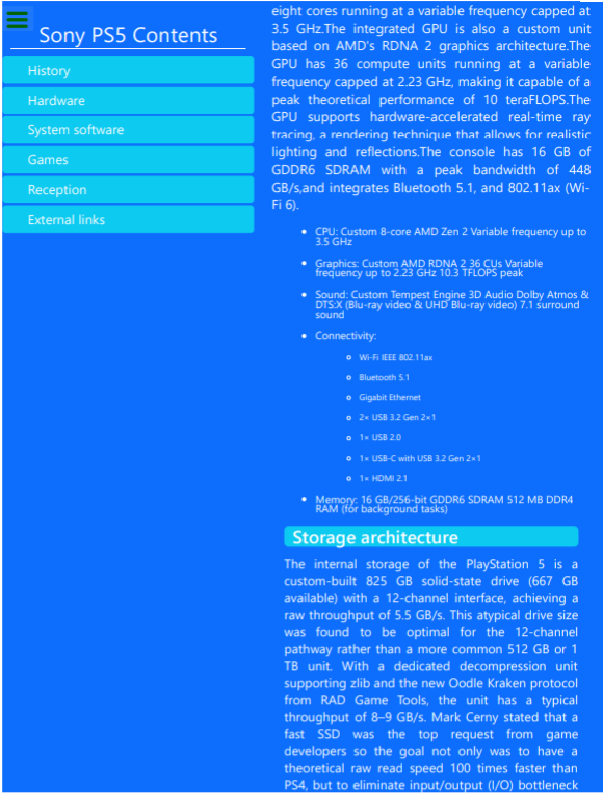 Sony PS5 Contents
History
Hardware
System software
Games
Reception
External links
eight cores running at a variable frequency capped at
3.5 GHz.The integrated GPU is also a custom unit
based on AMD's RDNA 2 graphics architecture.The
GPU has 36 compute units running at a variable
frequency capped at 2.23 GHz, making it capable of a
peak theoretical performance of 10 teraFLOPS.The
GPU supports hardware-accelerated real-time ray
tracing, a rendering technique that allows for realistic
lighting and reflections.The console has 16 GB of
GDDR6 SDRAM with a peak bandwidth of 448
GB/s,and integrates Bluetooth 5.1, and 802.11ax (Wi-
Fi 6).
CPU: Custom 8-core AMD Zen 2 Variable frequency up to
3.5 GHz
Graphics: Custom AMD RDNA 2 36 CUs Variable
frequency up to 2.23 GHz 10.3 TFLOPS peak
Sound: Custom Tempest Engine 3D Audio Dolby Atmos &
DTS:X (Blu-ray video & UHD Blu-ray video) 7.1 surround
sound
Connectivity:
Wi-Fi IEEE 802.11ax
Bluetooth 5.1
Gigabit Ethernet
2× USB 3.2 Gen 2×1
1× USB 2.0
1× USB-C with USB 3.2 Gen 2×1
1× HDMI 2.1
Memory: 16 GB/256-bit GDDR6 SDRAM 512 MB DDR4
RAM (for background tasks)
Storage architecture
The internal storage of the PlayStation 5 is a
custom-built 825 GB solid-state drive (667 GB
available) with a 12-channel interface, achieving a
raw throughput of 5.5 GB/s. This atypical drive size
was found to be optimal for the 12-channel
pathway rather than a more common 512 GB or 1
TB unit. With a dedicated decompression unit
supporting zlib and the new Oodle Kraken protocol
from RAD Game Tools, the unit has a typical
throughput of 8–9 GB/s. Mark Cerny stated that a
fast SSD was the top request from game
developers so the goal not only was to have a
theoretical raw read speed 100 times faster than
PS4, but to eliminate input/output (I/O) bottleneck